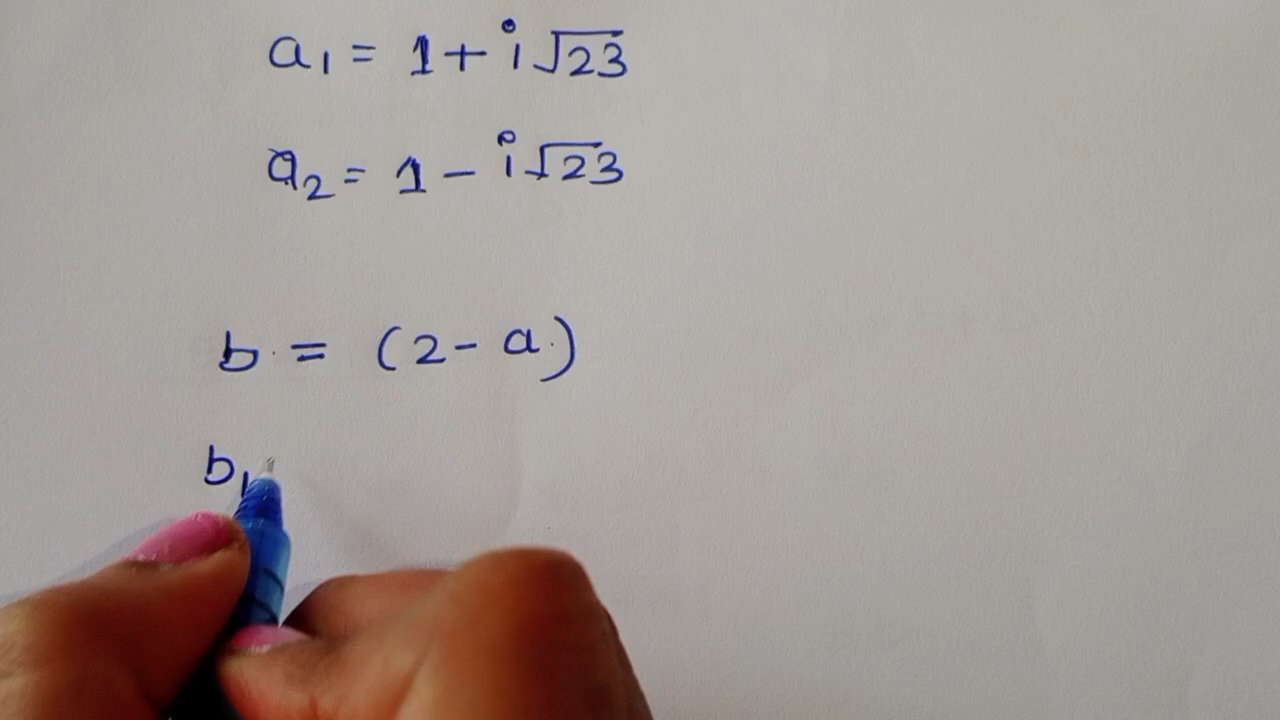 a₁ = 1 + i√23
a₂ = 1 - i√23
b = (2 - a)
b₁